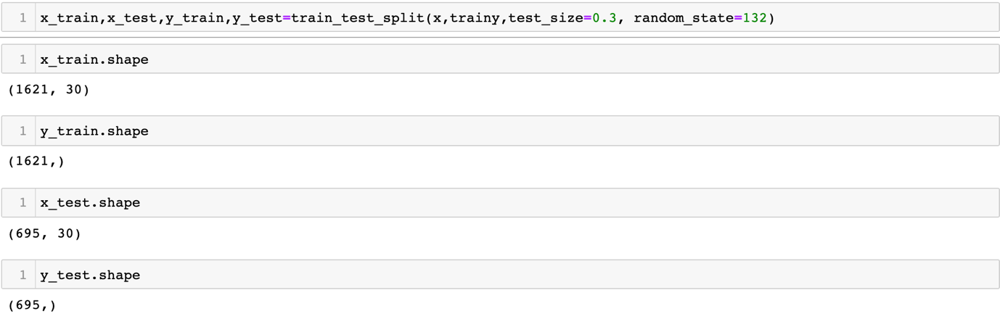 1 x_train,x_test,y_train,y_test=train_test_split(x,trainy,test_size=0.3, random_state=132)
1 x_train.shape
(1621, 30)
1 y_train.shape
(1621,)
1 x_test.shape
(695, 30)
1 y_test.shape
(695,)